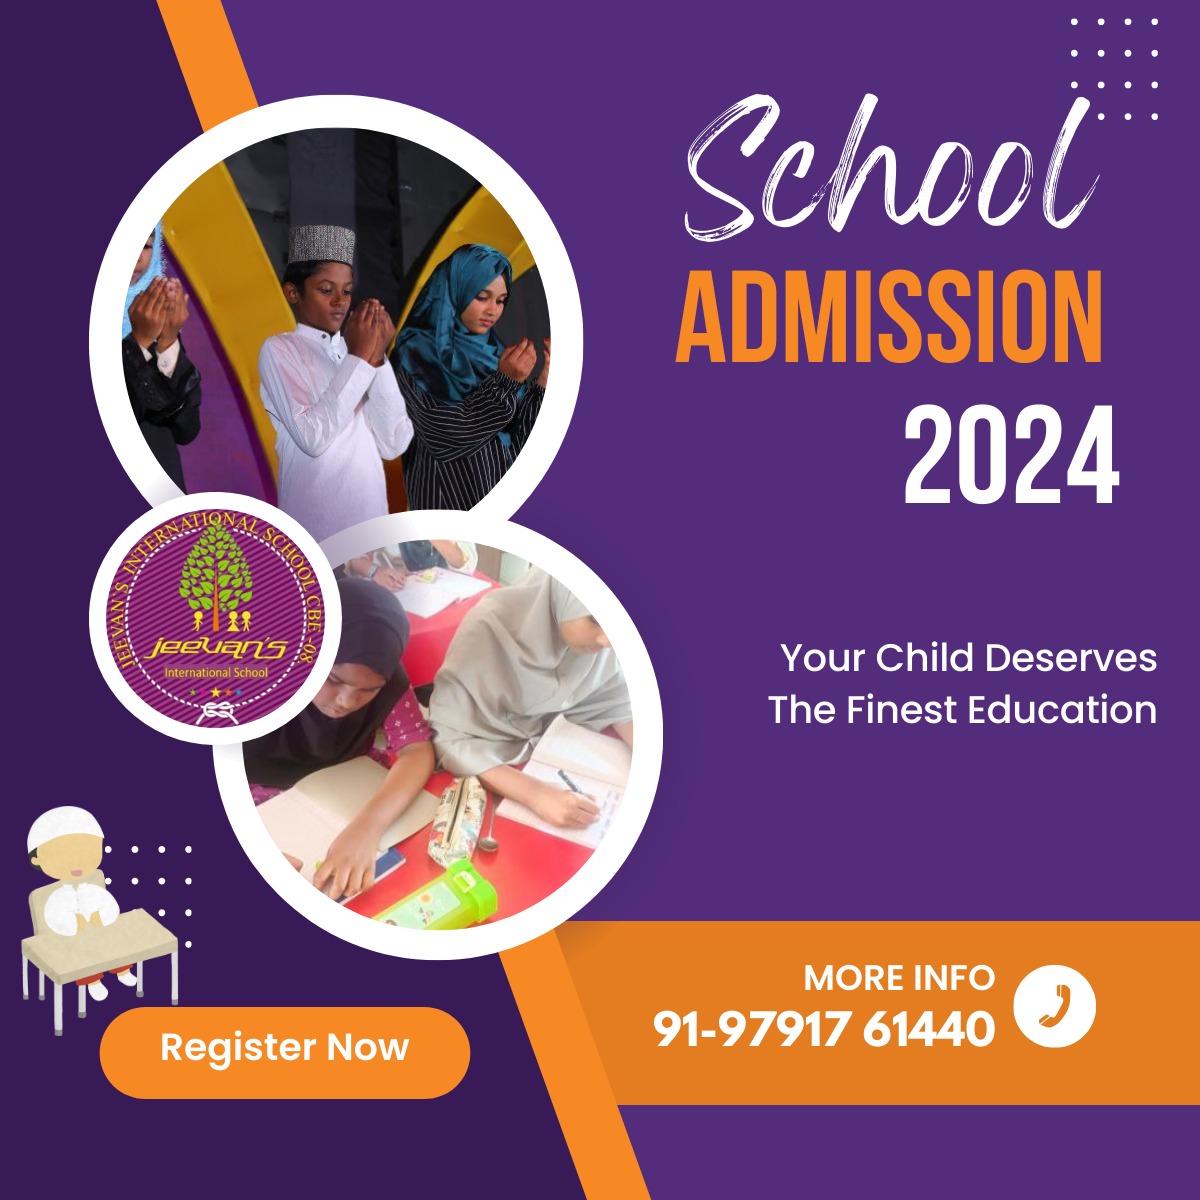 School
ADMISSION
2024
JEEVAN'S INTERNATIONAL SCHOOL CBE -08
jeevan's
International School
Your Child Deserves
The Finest Education
MORE INFO
91-97917 61440
Register Now